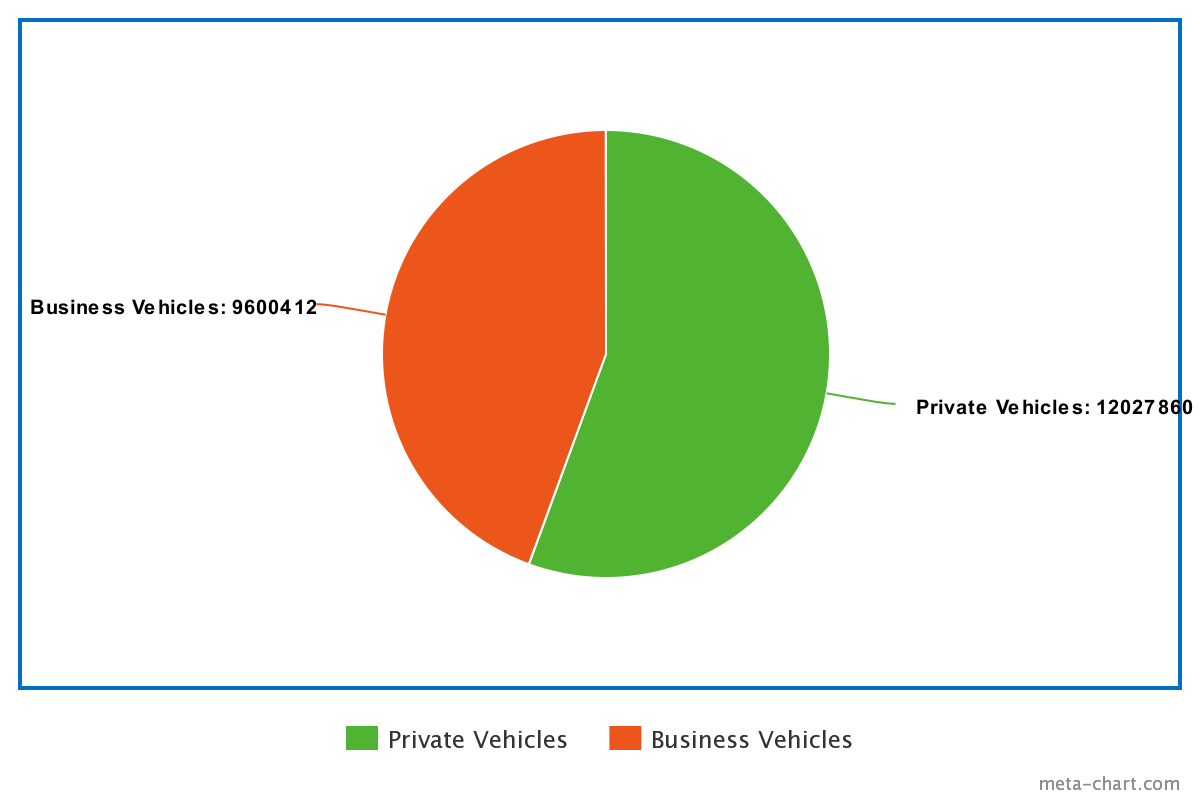 Business Vehicles: 9600412
Private Vehicles: 12027860
Private Vehicles
Business Vehicles
meta-chart.com